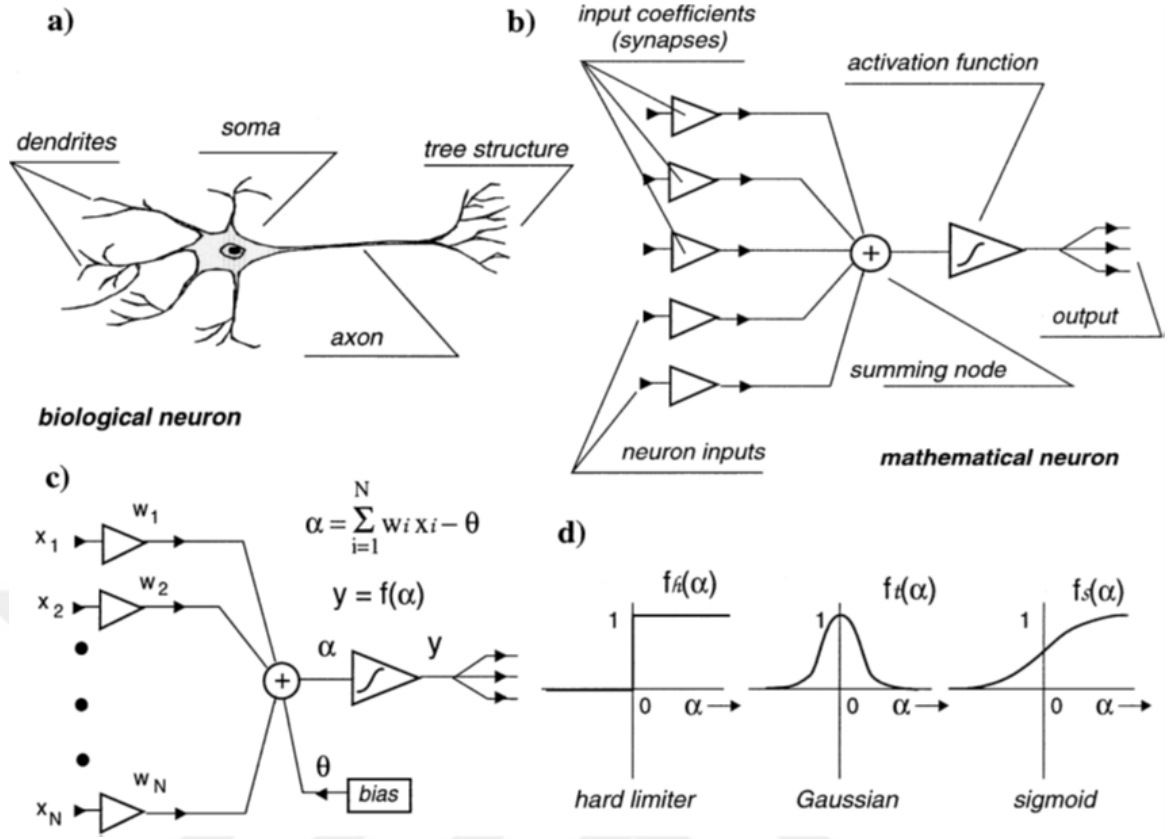 a)
dendrites
soma
tree structure
axon
biological neuron
b)
input coefficients
(synapses)
activation function
output
summing node
neuron inputs
mathematical neuron
c)
x1
w1
x2
w2
xN
wN
N
α = Σ wi xi − θ
i=1
y = f(α)
α
y
θ
bias
d)
fh(α)
1
0
α
hard limiter
ft(α)
1
0
α
Gaussian
fs(α)
1
0
α
sigmoid